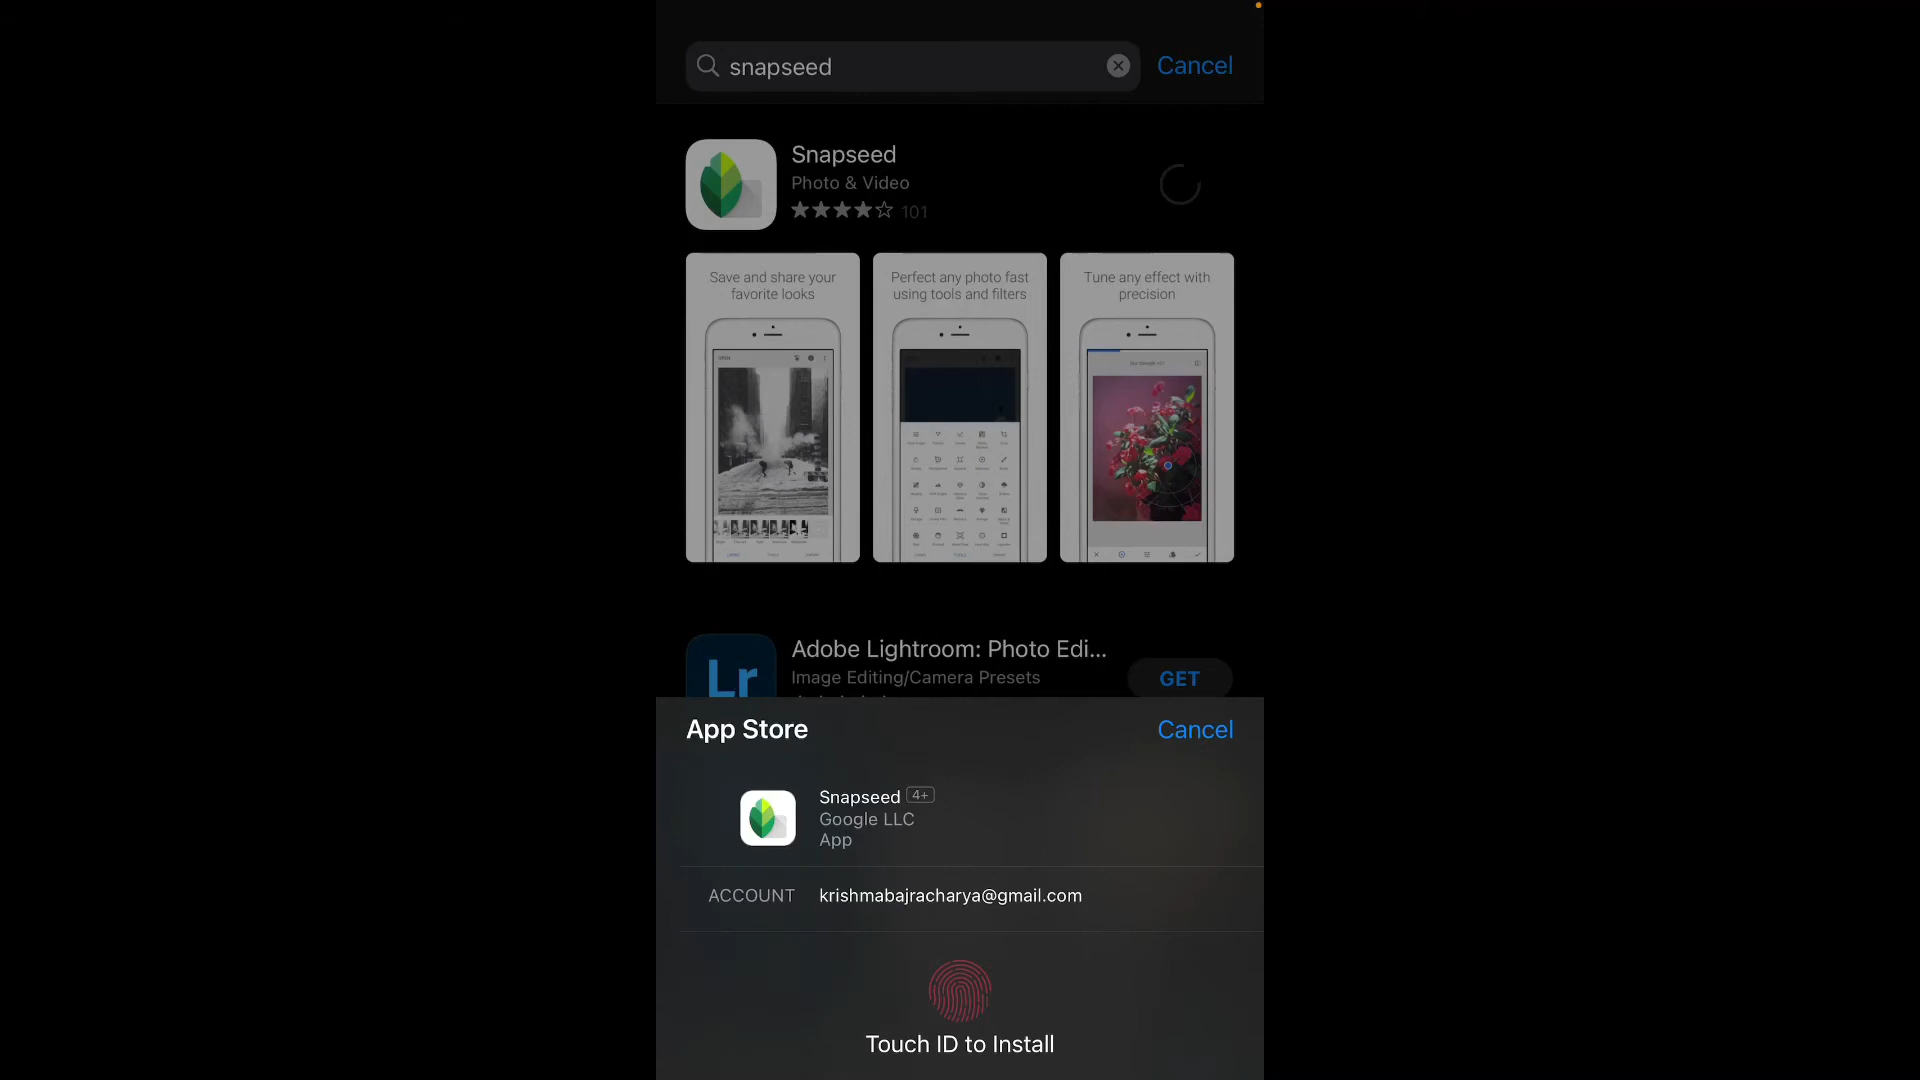 snapseed
Cancel
Snapseed
Photo & Video
101
Save and share your
favorite looks
Perfect any photo fast
using tools and filters
Tune any effect with
precision
OPEN
TOOLS
Lr
Adobe Lightroom: Photo Edi...
Image Editing/Camera Presets
GET
App Store
Cancel
Snapseed 4+
Google LLC
App
ACCOUNT krishmabajracharya@gmail.com
Touch ID to Install